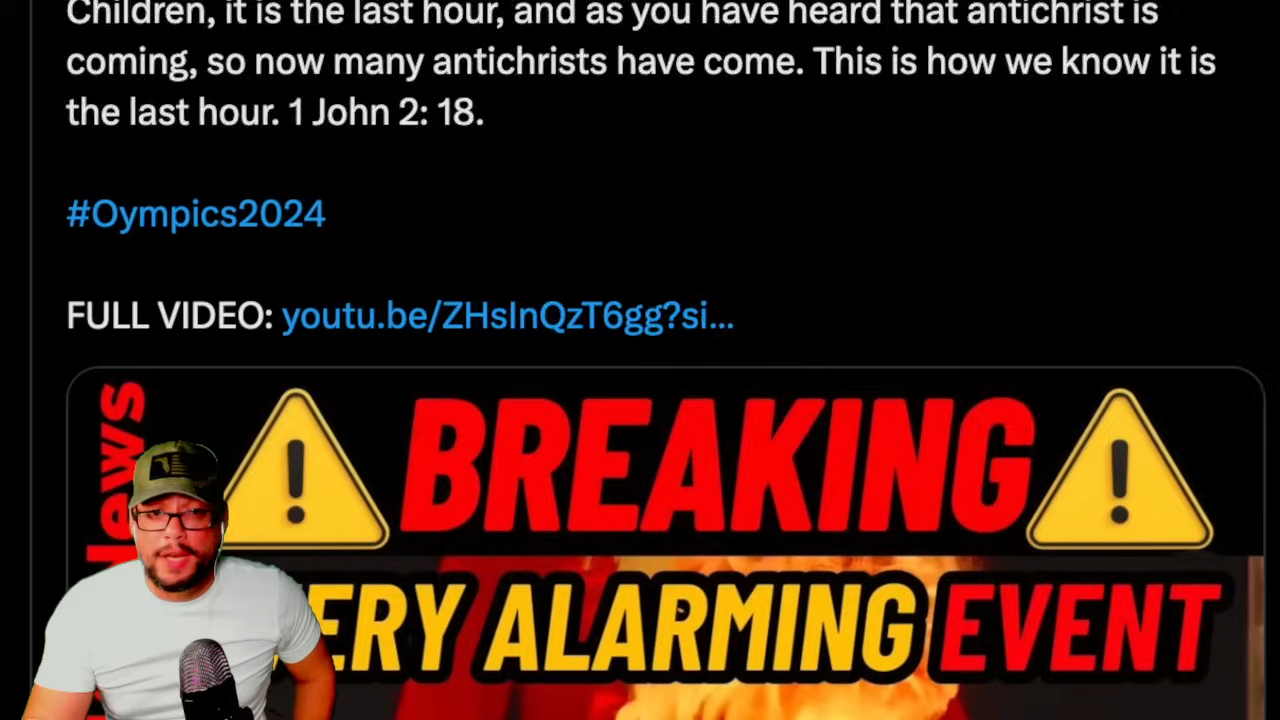 Children, it is the last hour, and as you have heard that antichrist is
coming, so now many antichrists have come. This is how we know it is
the last hour. 1 John 2: 18.
#Oympics2024
FULL VIDEO: youtu.be/ZHsInQzT6gg?si...
BREAKING
ERY ALARMING EVENT
ews